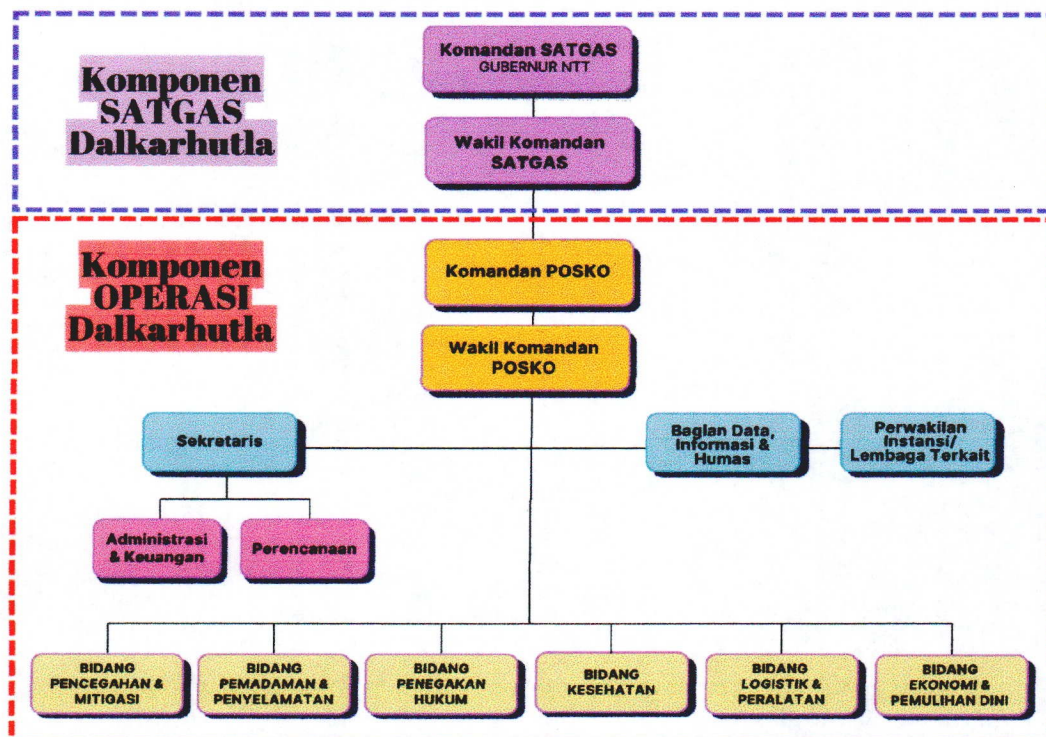 Komponen
SATGAS
Dalkarhutla
Komandan SATGAS
GUBERNUR NTT
Wakil Komandan
SATGAS
Komponen
OPERASI
Dalkarhutla
Komandan POSKO
Wakil Komandan
POSKO
Sekretaris
Bagian Data,
Informasi &
Humas
Perwakilan
Instansi/
Lembaga Terkait
Administrasi
& Keuangan
Perencanaan
BIDANG
PENCEGAHAN &
MITIGASI
BIDANG
PEMADAMAN &
PENYELAMATAN
BIDANG
PENEGAKAN
HUKUM
BIDANG
KESEHATAN
BIDANG
LOGISTIK &
PERALATAN
BIDANG
EKONOMI &
PEMULIHAN DINI